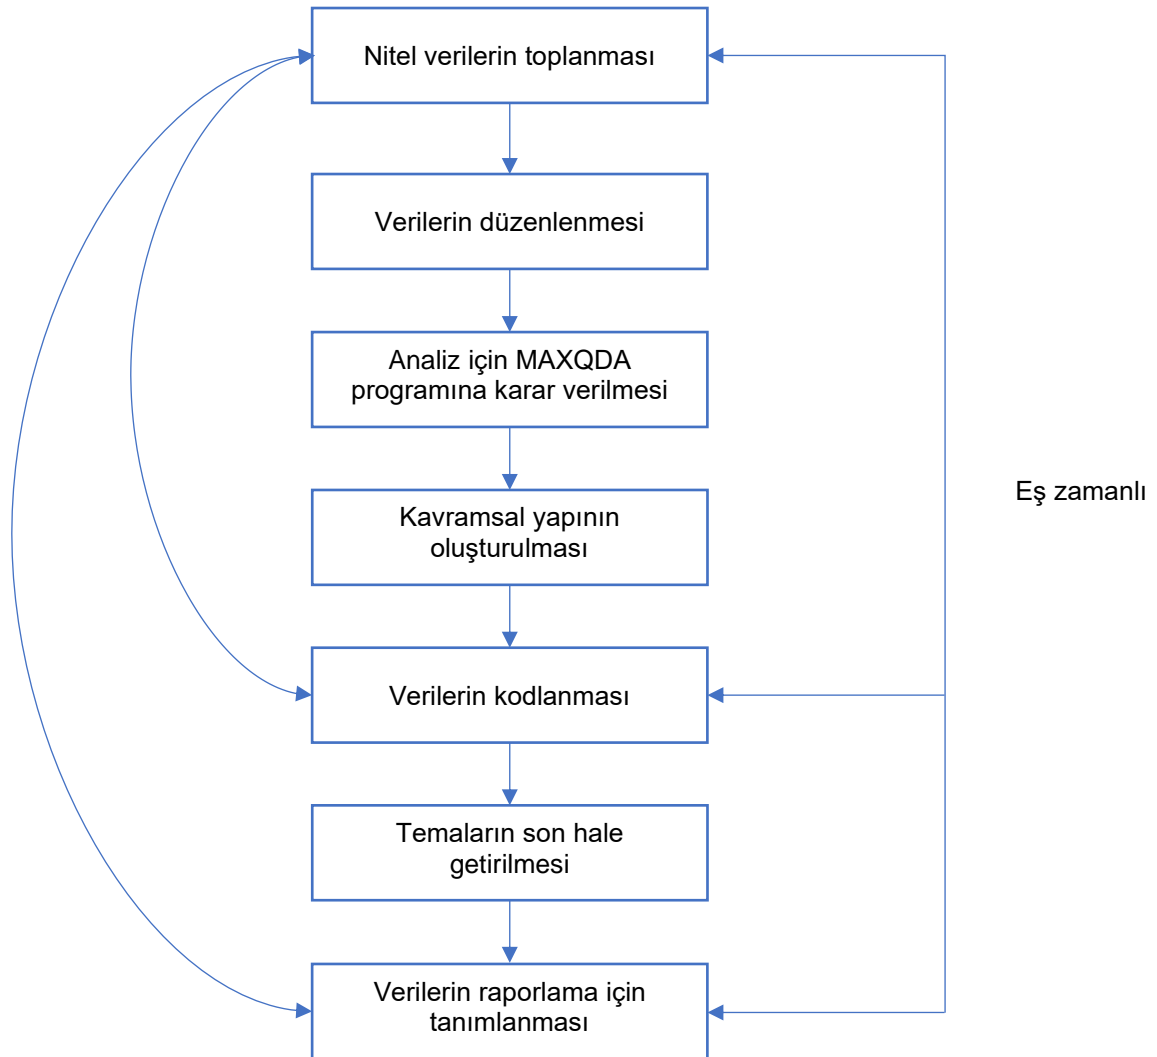 Nitel verilerin toplanması
Verilerin düzenlenmesi
Analiz için MAXQDA
programına karar verilmesi
Kavramsal yapının
oluşturulması
Eş zamanlı
Verilerin kodlanması
Temaların son hale
getirilmesi
Verilerin raporlama için
tanımlanması